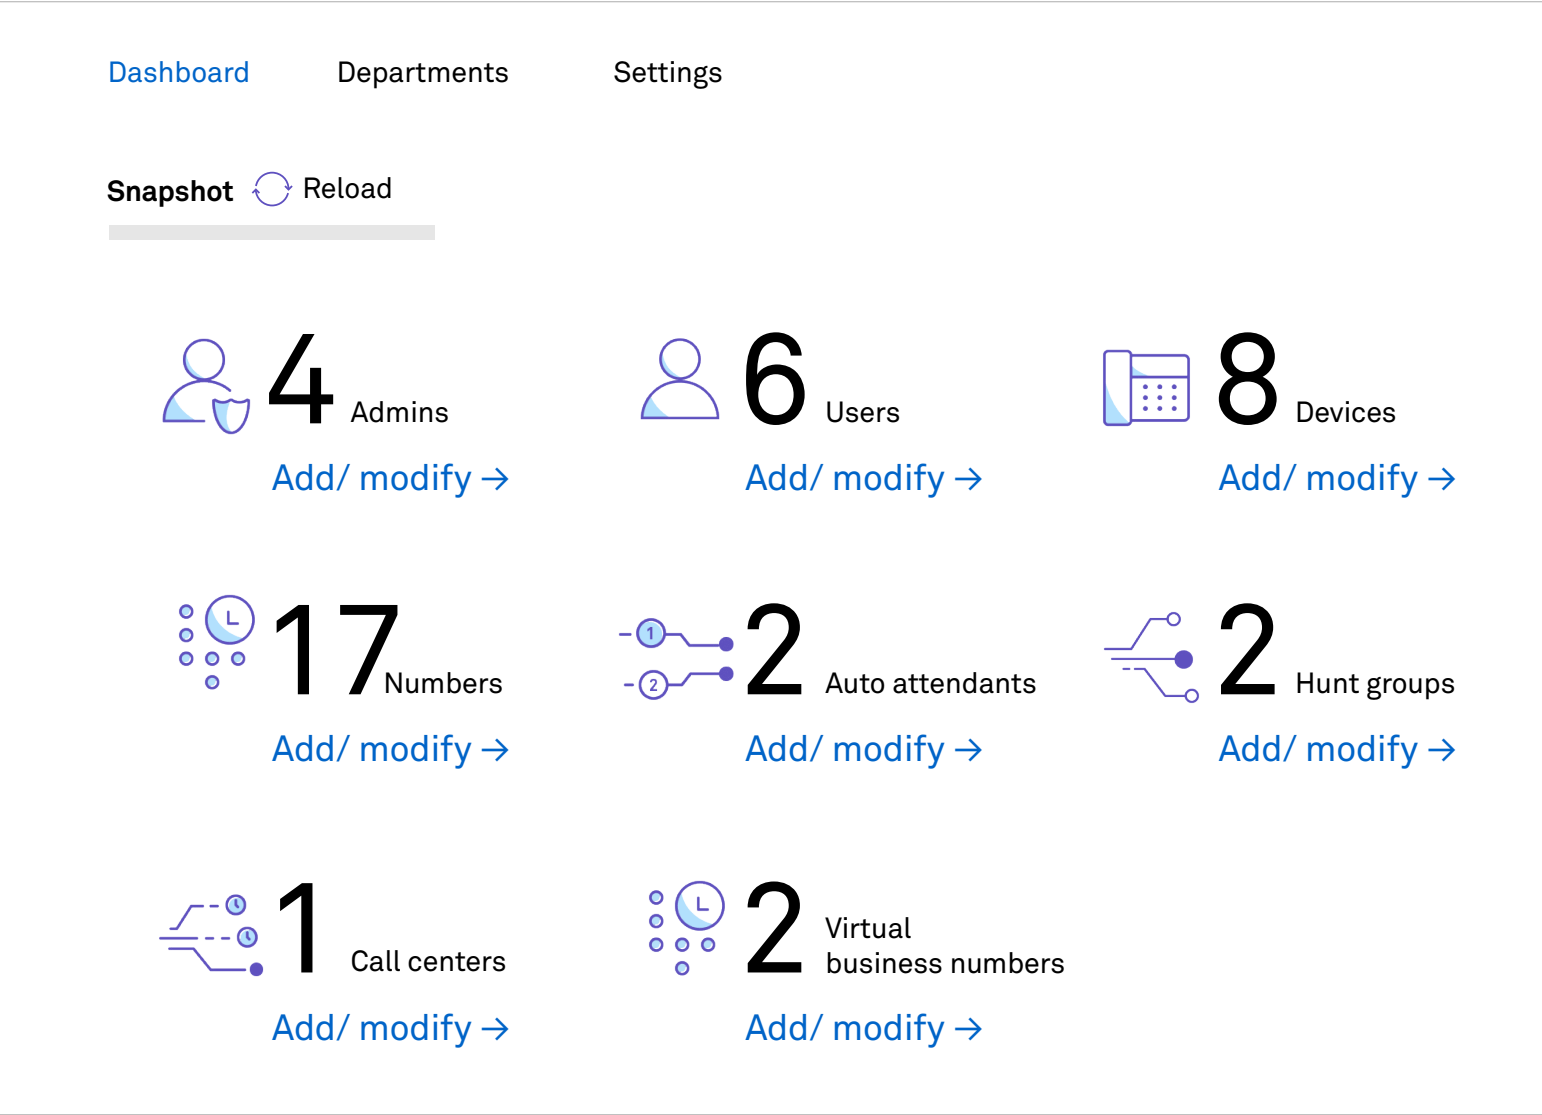 Dashboard Departments Settings
Snapshot Reload
4 Admins 6 Users 8 Devices
Add/ modify → Add/ modify → Add/ modify →
17 Numbers 1 2 2 Auto attendants 2 Hunt groups
Add/ modify → Add/ modify → Add/ modify →
1 Call centers 2 Virtual
business numbers
Add/ modify → Add/ modify →